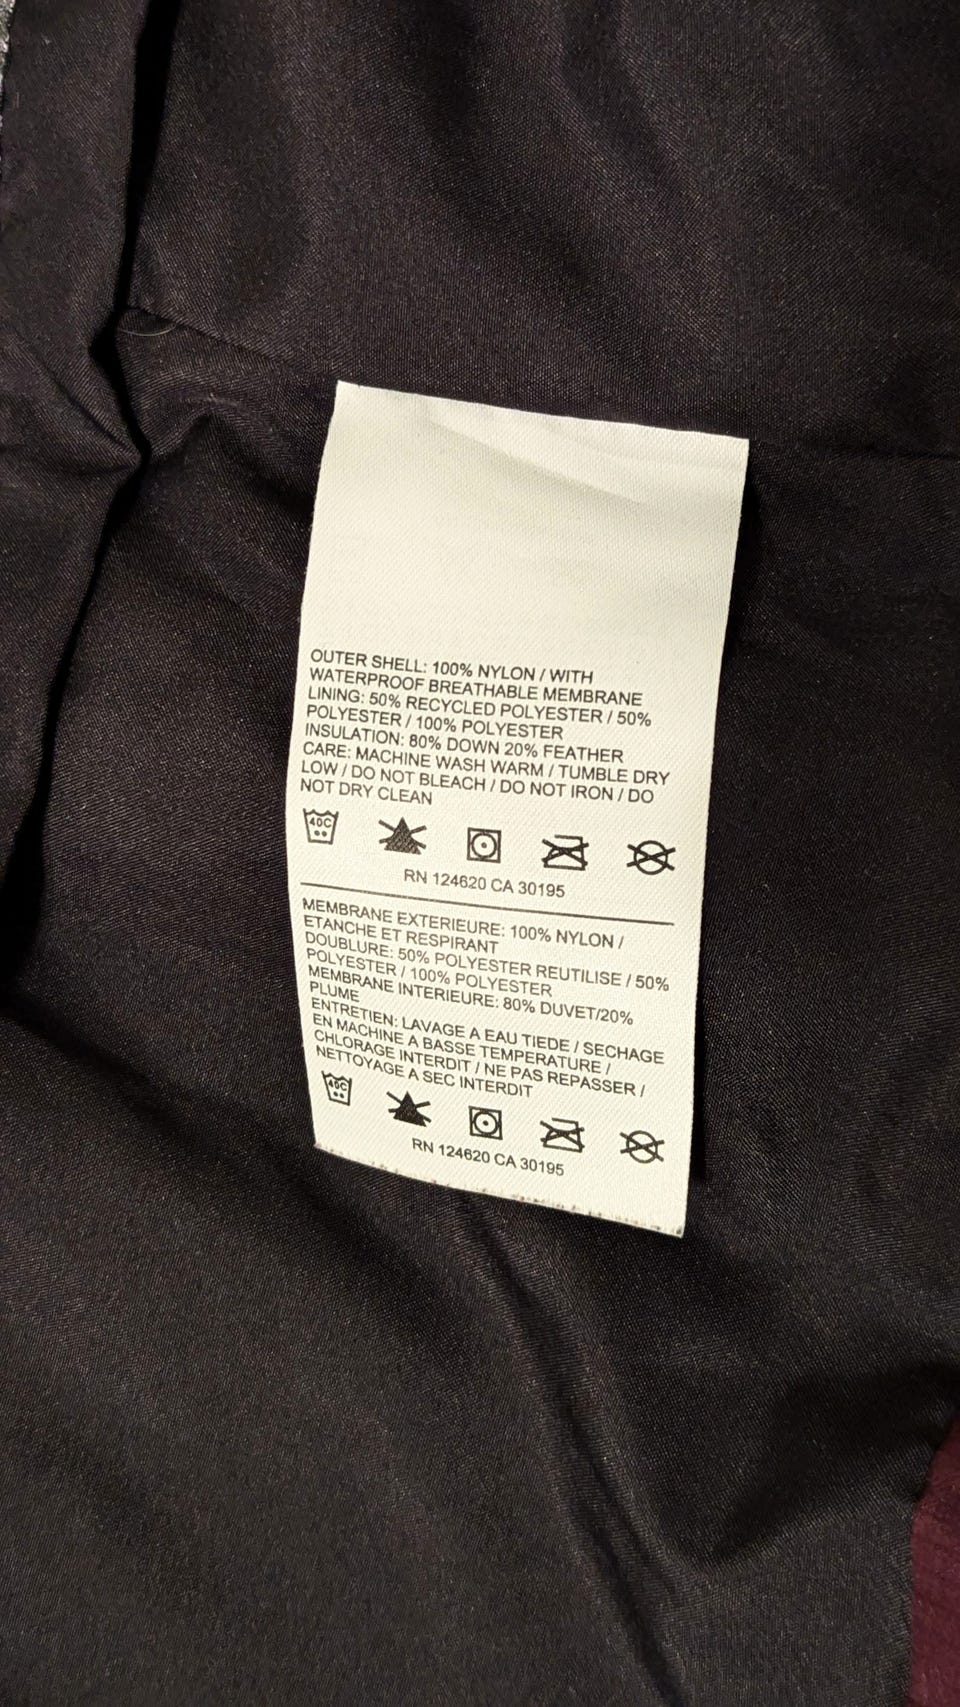 OUTER SHELL: 100% NYLON / WITH
WATERPROOF BREATHABLE MEMBRANE
LINING: 50% RECYCLED POLYESTER / 50%
POLYESTER / 100% POLYESTER
INSULATION: 80% DOWN 20% FEATHER
CARE: MACHINE WASH WARM / TUMBLE DRY
LOW / DO NOT BLEACH / DO NOT IRON / DO
NOT DRY CLEAN
40C
RN 124620 CA 30195
MEMBRANE EXTERIEURE: 100% NYLON /
ETANCHE ET RESPIRANT
DOUBLURE: 50% POLYESTER REUTILISE / 50%
POLYESTER / 100% POLYESTER
MEMBRANE INTERIEURE: 80% DUVET/20%
PLUME
ENTRETIEN: LAVAGE A EAU TIEDE / SECHAGE
EN MACHINE A BASSE TEMPERATURE /
CHLORAGE INTERDIT / NE PAS REPASSER /
NETTOYAGE A SEC INTERDIT
40C
RN 124620 CA 30195